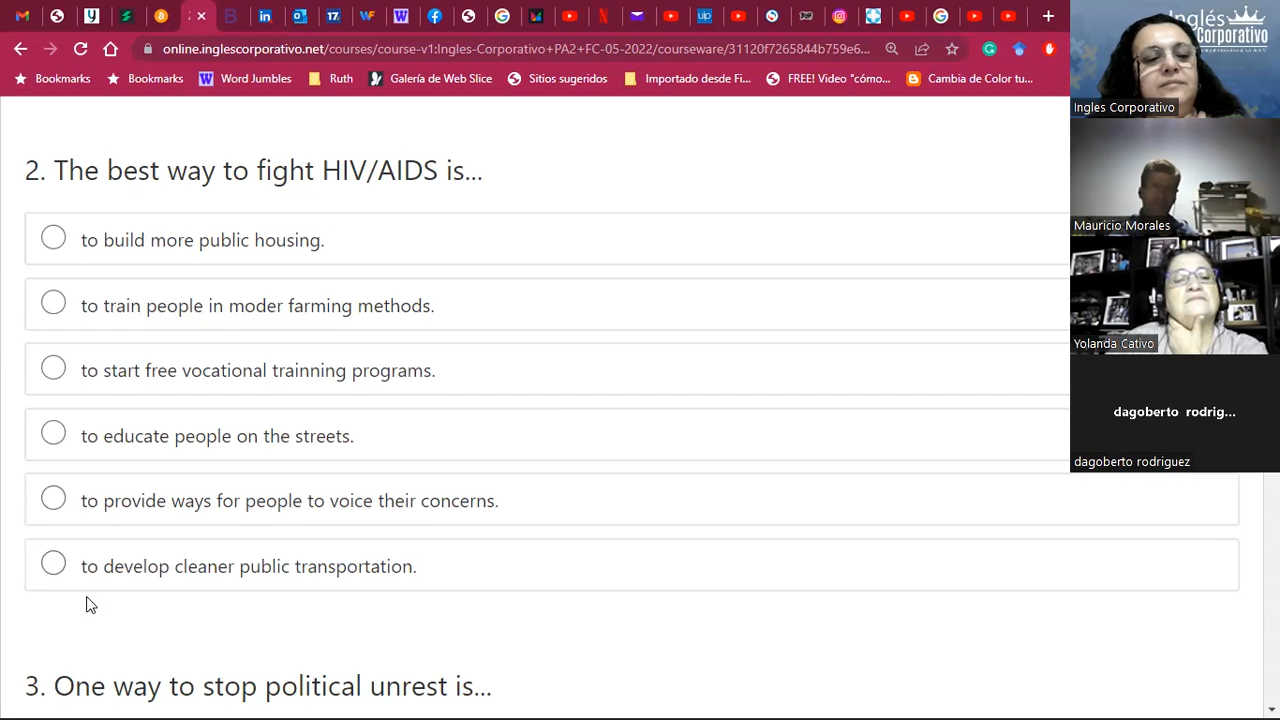 online.inglescorporativo.net/courses/course-v1:Ingles-Corporativo+PA2+FC-05-2022/courseware/31120f7265844b759e6...
Bookmarks
Bookmarks
Word Jumbles
Ruth
Galería de Web Slice
Sitios sugeridos
Importado desde Fi...
FREE! Video "cómo...
Cambia de Color tu...
Inglés
Corporativo
Ingles Corporativo
Mauricio Morales
Yolanda Cativo
dagoberto rodrig...
dagoberto rodriguez
2. The best way to fight HIV/AIDS is...
to build more public housing.
to train people in moder farming methods.
to start free vocational trainning programs.
to educate people on the streets.
to provide ways for people to voice their concerns.
to develop cleaner public transportation.
3. One way to stop political unrest is...